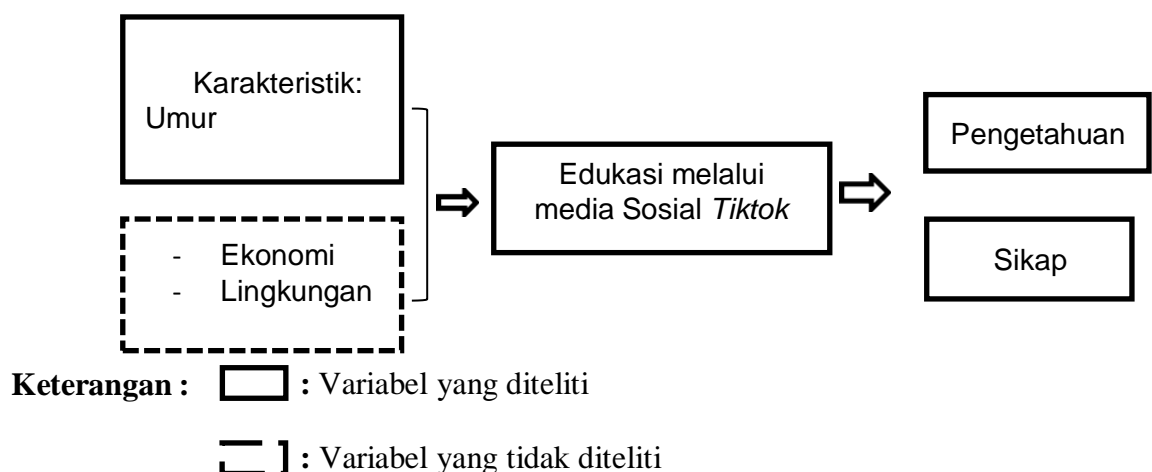 Karakteristik:
Umur
- Ekonomi
- Lingkungan
Edukasi melalui
media Sosial Tiktok
Pengetahuan
Sikap
Keterangan : : Variabel yang diteliti
: Variabel yang tidak diteliti